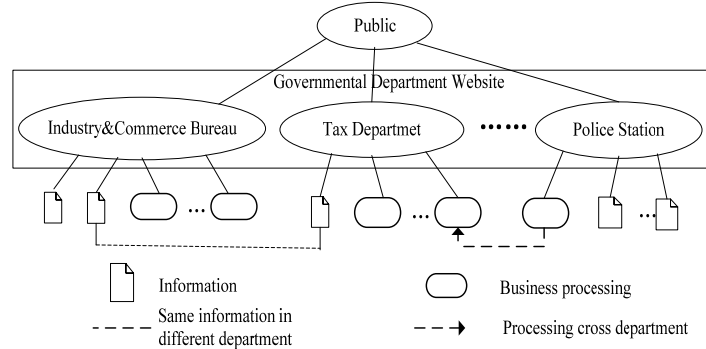 Public
Governmental Department Website
Industry&Commerce Bureau
Tax Departmet
......
Police Station
...
...
...
Information
Business processing
Same information in
different department
Processing cross department